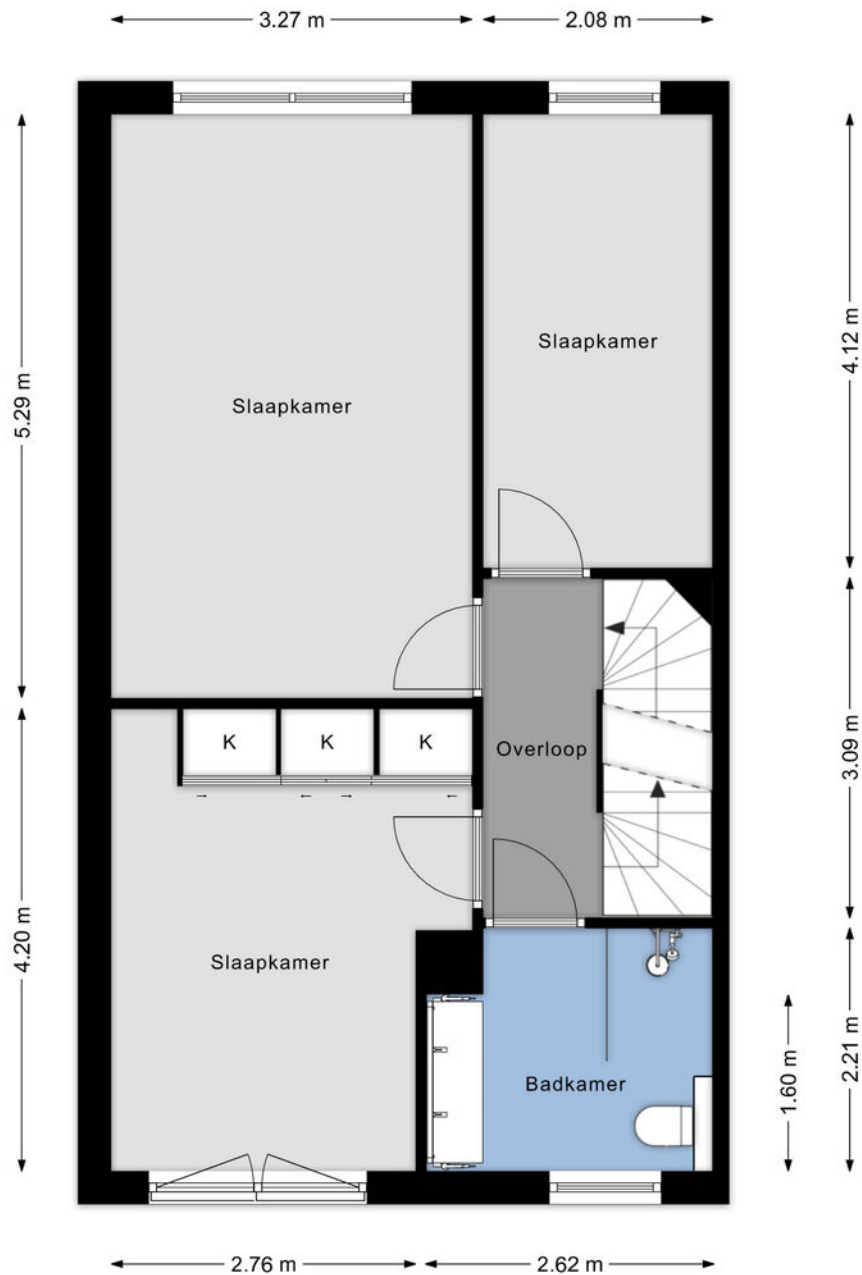 3.27 m
2.08 m
5.29 m
4.12 m
Slaapkamer
Slaapkamer
K
K
K
Overloop
3.09 m
4.20 m
Slaapkamer
Badkamer
1.60 m
2.21 m
2.76 m
2.62 m